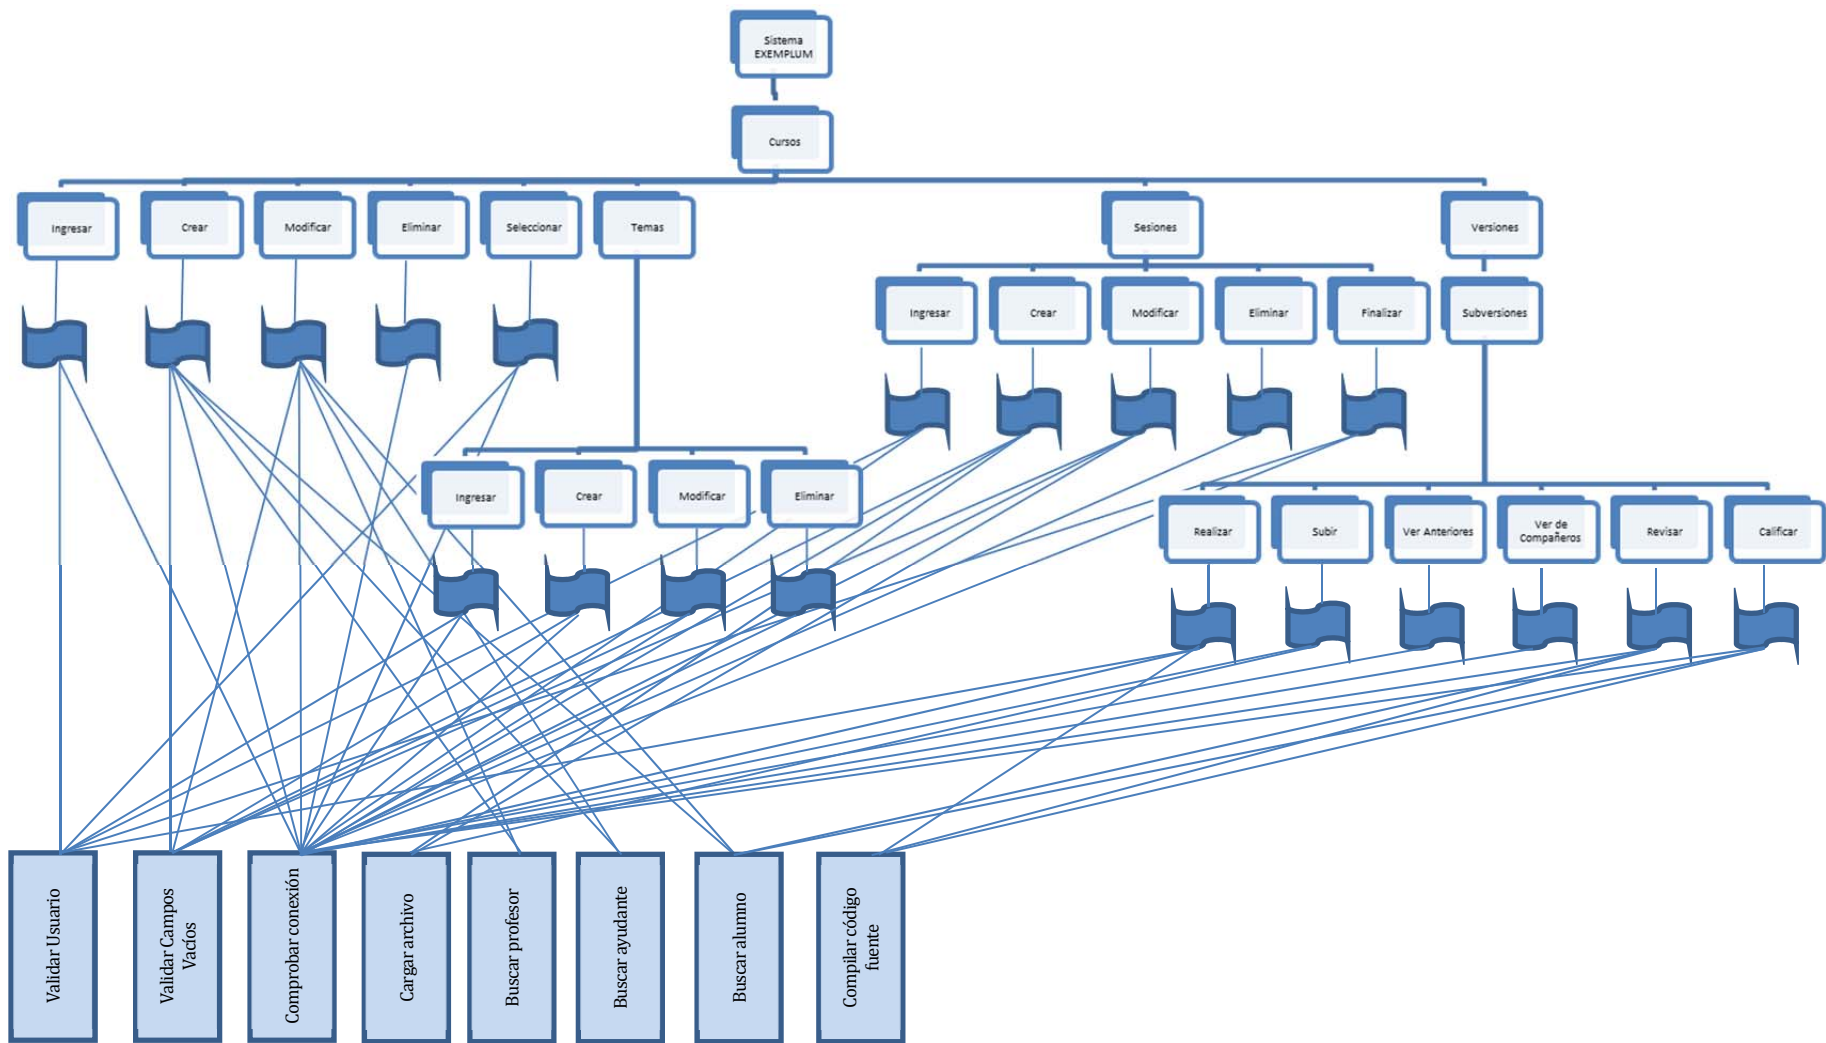 Sistema
EXEMPLUM
Cursos
Ingresar
Crear
Modificar
Eliminar
Seleccionar
Temas
Sesiones
Versiones
Ingresar
Crear
Modificar
Eliminar
Finalizar
Subversiones
Ingresar
Crear
Modificar
Eliminar
Realizar
Subir
Ver Anteriores
Ver de
Compañeros
Revisar
Calificar
Validar Usuario
Validar Campos
Vacíos
Comprobar conexión
Cargar archivo
Buscar profesor
Buscar ayudante
Buscar alumno
Compilar código
fuente